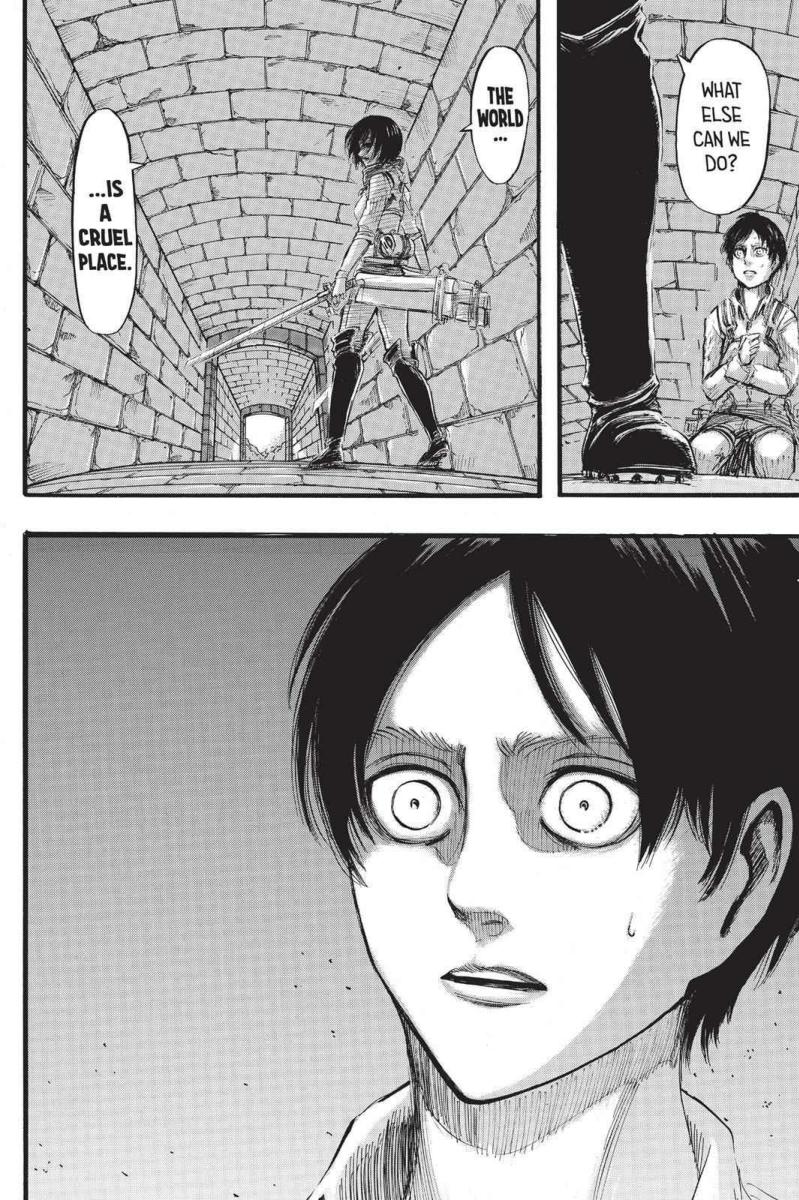 WHAT
ELSE
CAN WE
DO?
THE
WORLD
...
...IS
A
CRUEL
PLACE.